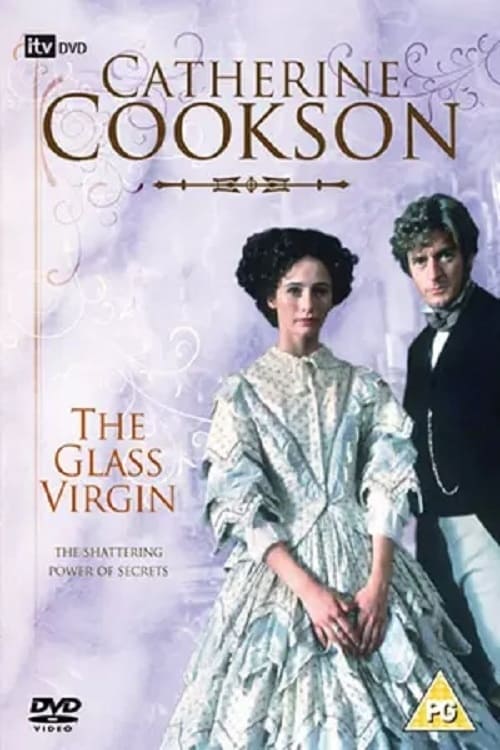 itv DVD
CATHERINE
COOKSON
THE
GLASS
VIRGIN
THE SHATTERING
POWER OF SECRETS
DVD
VIDEO
PG